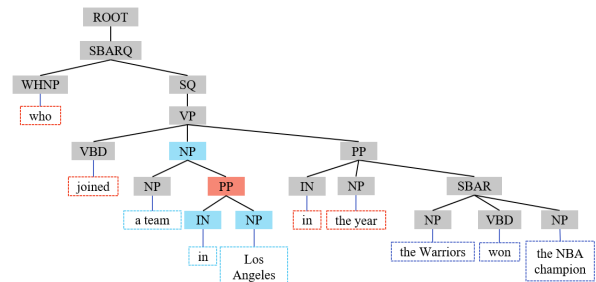 ROOT
SBARQ
WHNP SQ
who VP
VBD NP PP
joined NP PP IN NP SBAR
a team IN NP in the year NP VBD NP
in Los Angeles the Warriors won the NBA champion